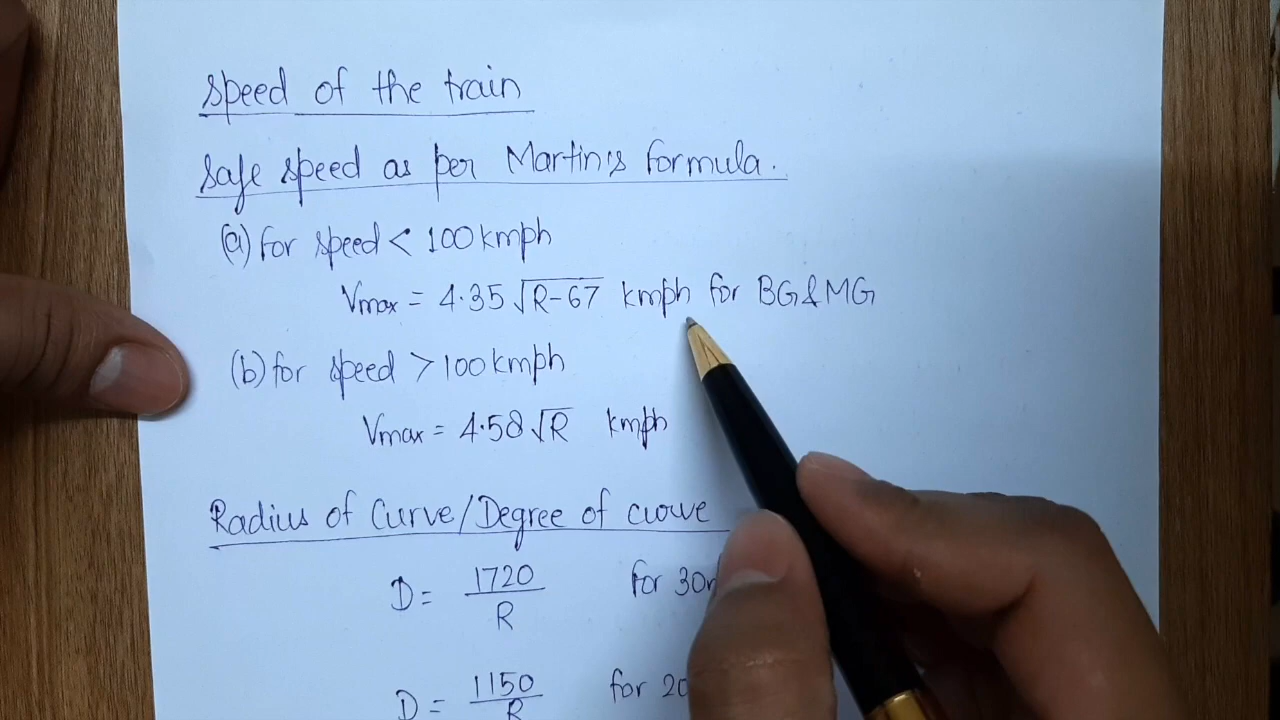 Speed of the train
Safe speed as per Martin's formula.
(a) For speed < 100 kmph
Vmax = 4.35 √R-67 kmph for BG & MG
(b) for speed > 100 kmph
Vmax = 4.58 √R kmph
Radius of Curve/Degree of curve
D = 1720/R for 30
D = 1150/R for 20